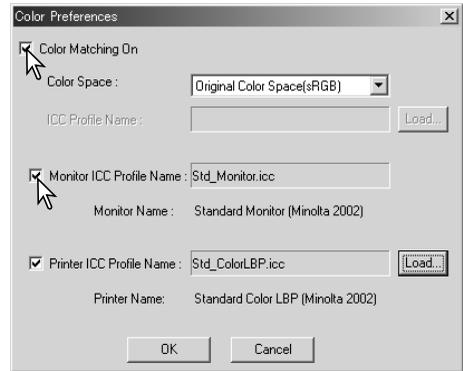 Color Preferences
Color Matching On
Color Space : Original Color Space(sRGB)
ICC Profile Name : Load...
Monitor ICC Profile Name : Std_Monitor.icc
Monitor Name : Standard Monitor (Minolta 2002)
Printer ICC Profile Name : Std_ColorLBP.icc Load...
Printer Name: Standard Color LBP (Minolta 2002)
OK Cancel